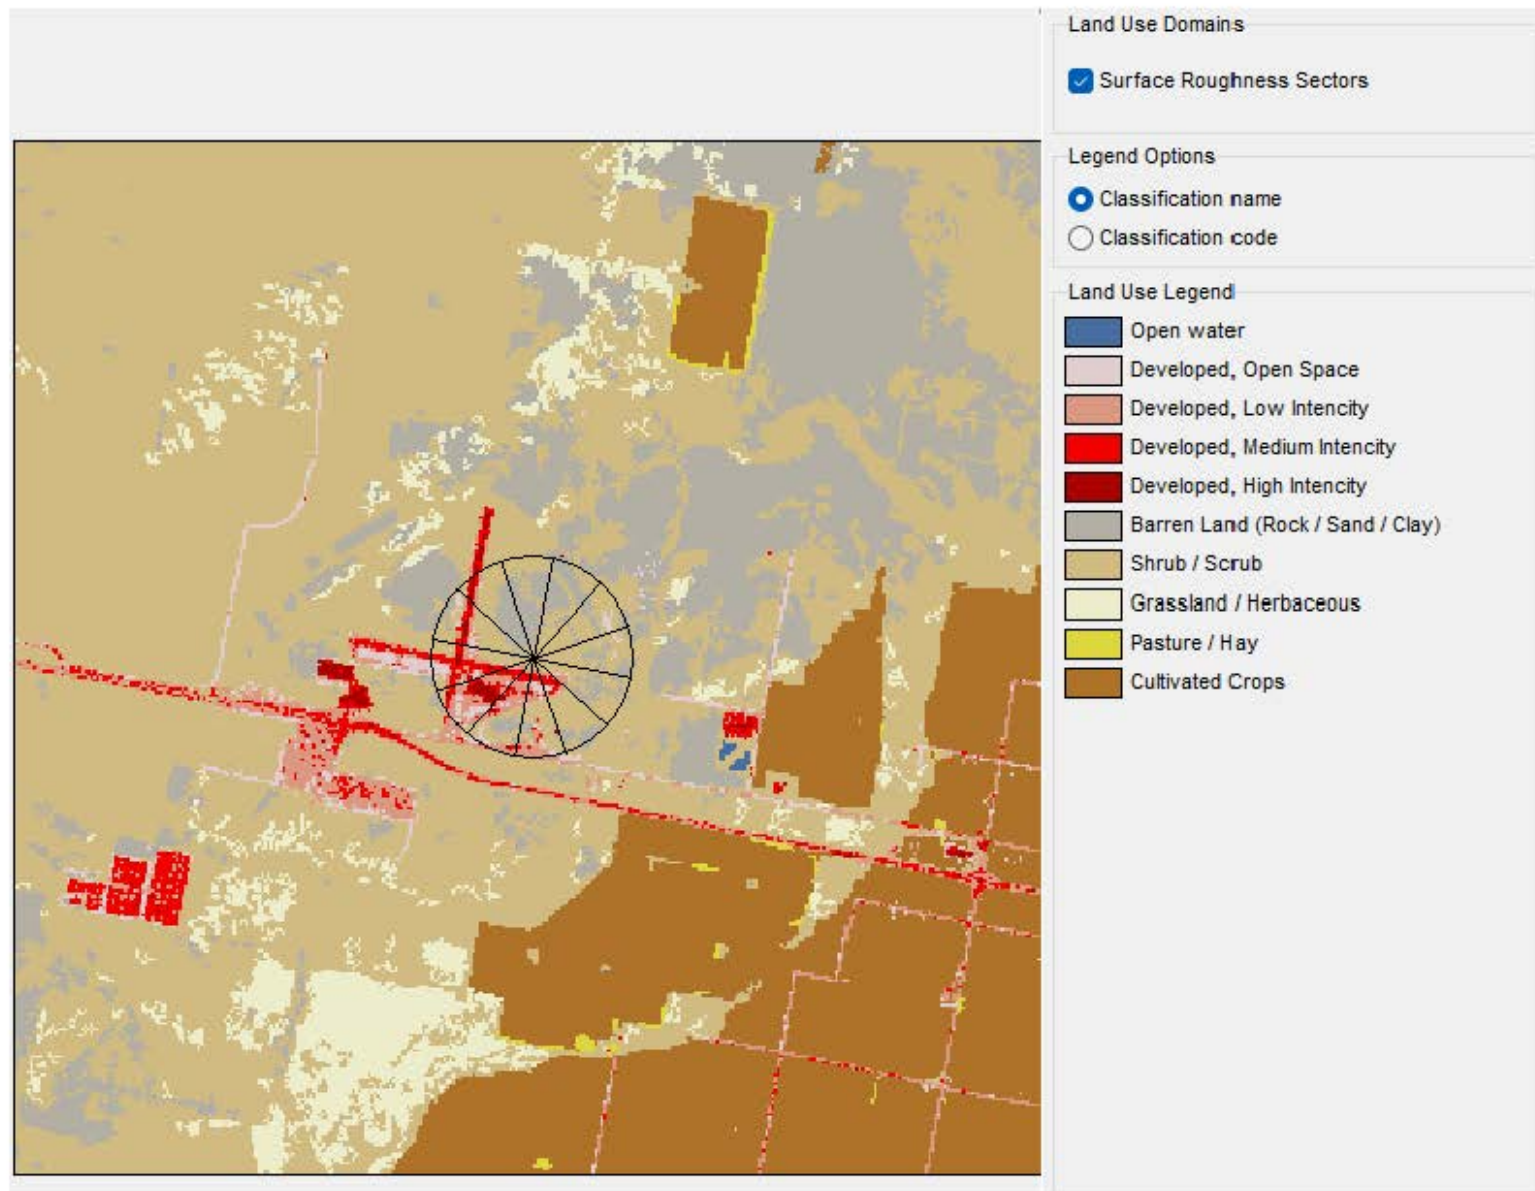 Land Use Domains
Surface Roughness Sectors
Legend Options
Classification name
Classification code
Land Use Legend
Open water
Developed, Open Space
Developed, Low Intencity
Developed, Medium Intencity
Developed, High Intencity
Barren Land (Rock / Sand / Clay)
Shrub / Scrub
Grassland / Herbaceous
Pasture / Hay
Cultivated Crops